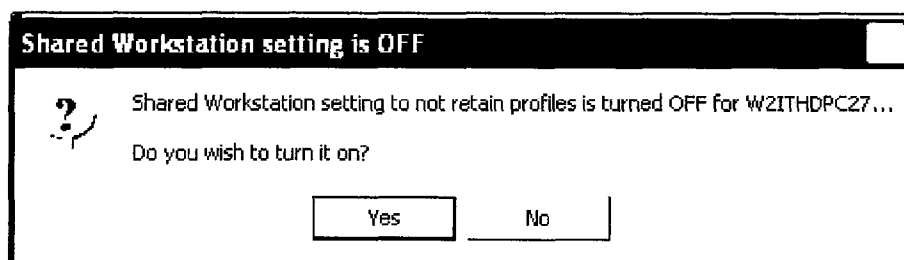 Shared Workstation setting is OFF
Shared Workstation setting to not retain profiles is turned OFF for W2ITHDPC27...
Do you wish to turn it on?
Yes No